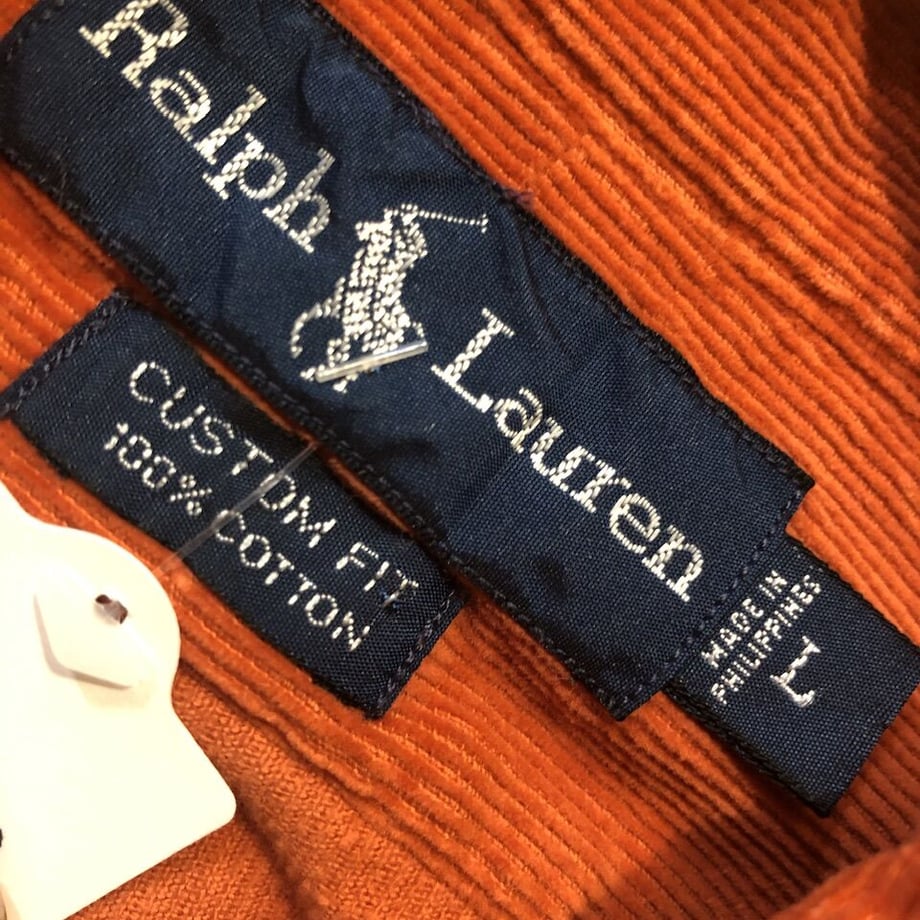 Ralph Lauren
CUSTOM FIT
100% COTTON
MADE IN
PHILIPPINES
L